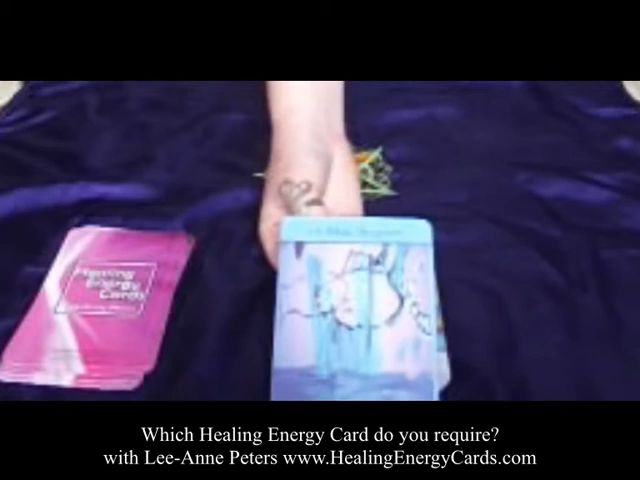 Healing
Energy
Cards
Which Healing Energy Card do you require?
with Lee-Anne Peters www.HealingEnergyCards.com